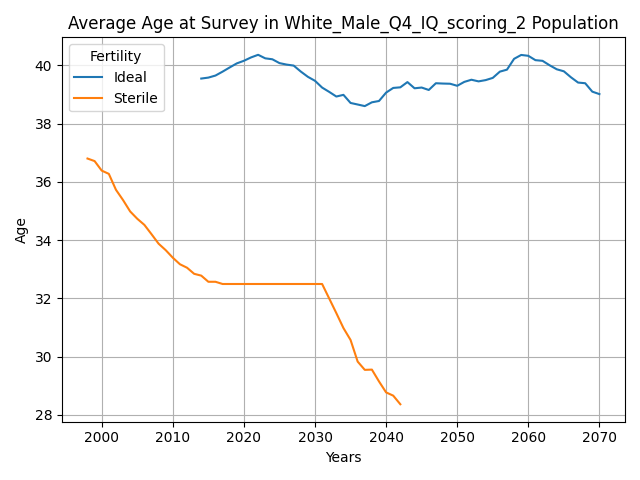 Average Age at Survey in White_Male_Q4_IQ_scoring_2 Population
Fertility
Ideal
Sterile
40
38
36
34
32
30
28
Age
2000 2010 2020 2030 2040 2050 2060 2070
Years